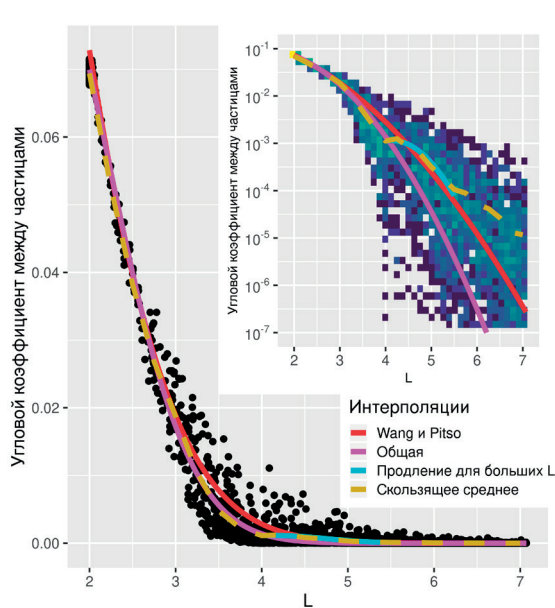 Угловой коэффициент между частицами
0.06
0.04
0.02
0.00
2
3
4
5
6
7
L
Угловой коэффициент между частицами
10-1
10-2
10-3
10-4
10-5
10-6
10-7
2
3
4
5
6
7
L
Интерполяции
Wang и Pitso
Общая
Продление для больших L
Скользящее среднее